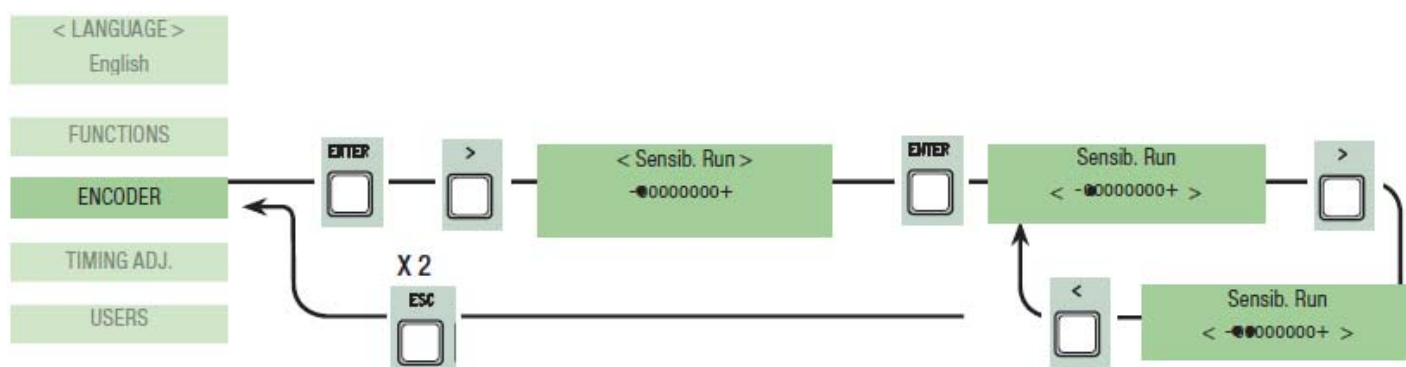 < LANGUAGE >
English
FUNCTIONS
ENCODER
TIMING ADJ.
USERS
ENTER
>
< Sensib. Run >
-●0000000+
ENTER
Sensib. Run
< -●0000000+ >
>
X 2
ESC
<
Sensib. Run
< -●●000000+ >